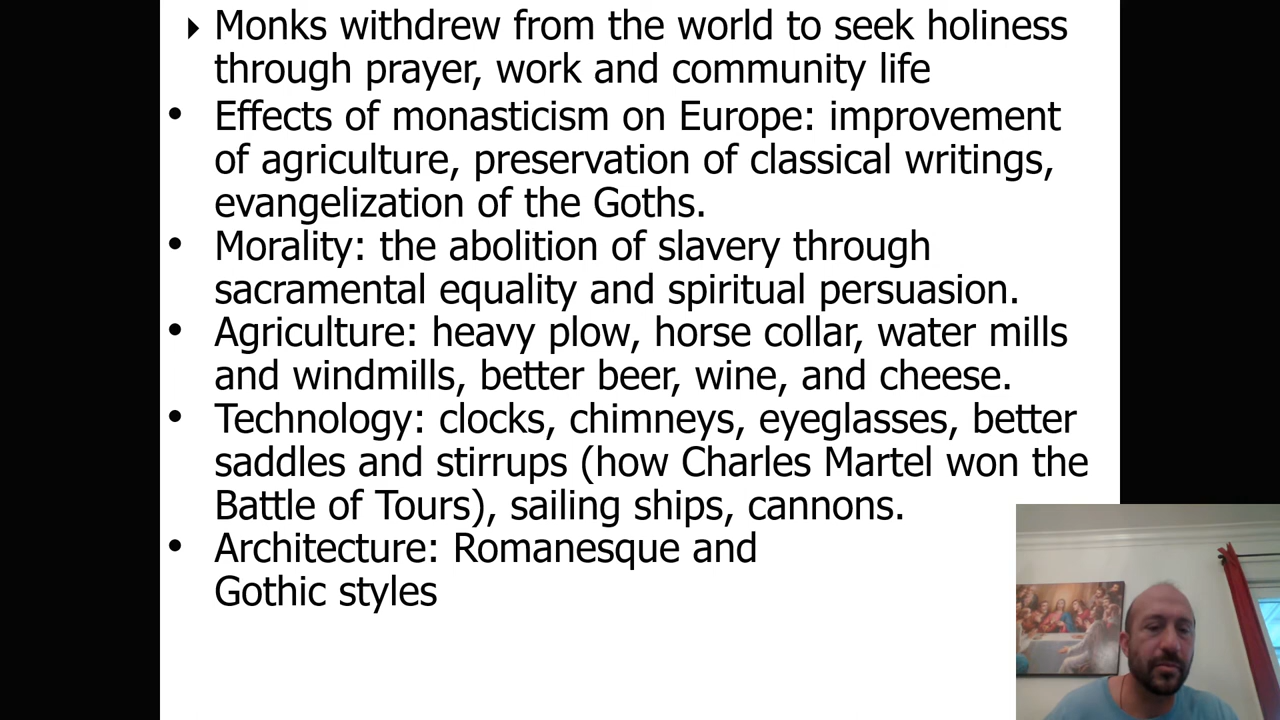 Monks withdrew from the world to seek holiness
through prayer, work and community life
• Effects of monasticism on Europe: improvement
of agriculture, preservation of classical writings,
evangelization of the Goths.
• Morality: the abolition of slavery through
sacramental equality and spiritual persuasion.
• Agriculture: heavy plow, horse collar, water mills
and windmills, better beer, wine, and cheese.
• Technology: clocks, chimneys, eyeglasses, better
saddles and stirrups (how Charles Martel won the
Battle of Tours), sailing ships, cannons.
• Architecture: Romanesque and
Gothic styles